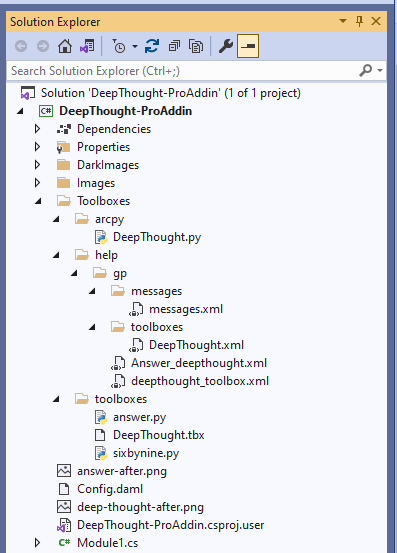 Solution Explorer
Search Solution Explorer (Ctrl+;)
Solution 'DeepThought-ProAddin' (1 of 1 project)
C# DeepThought-ProAddin
Dependencies
Properties
DarkImages
Images
Toolboxes
arcpy
DeepThought.py
help
gp
messages
messages.xml
toolboxes
DeepThought.xml
Answer_deepthought.xml
deepthought_toolbox.xml
toolboxes
answer.py
DeepThought.tbx
sixbynine.py
answer-after.png
Config.daml
deep-thought-after.png
DeepThought-ProAddin.csproj.user
C# Module1.cs